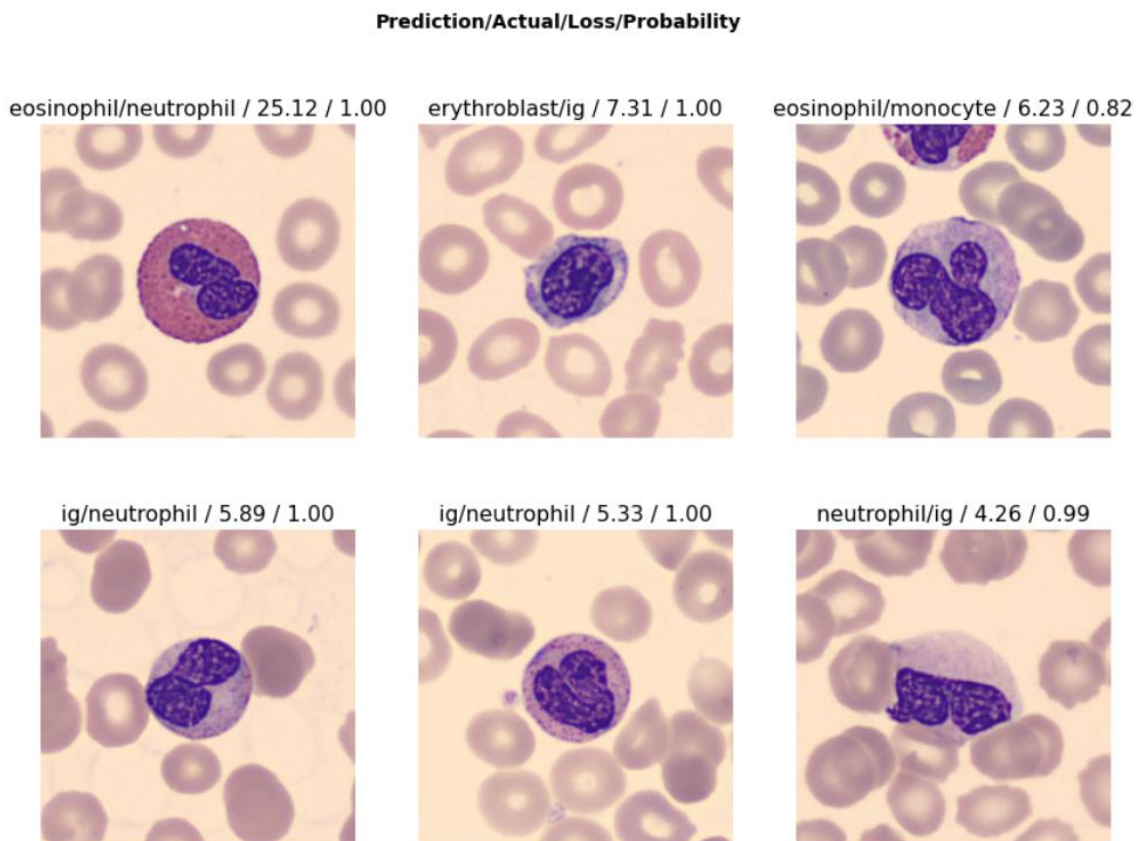 Prediction/Actual/Loss/Probability
eosinophil/neutrophil / 25.12 / 1.00
erythroblast/ig / 7.31 / 1.00
eosinophil/monocyte / 6.23 / 0.82
ig/neutrophil / 5.89 / 1.00
ig/neutrophil / 5.33 / 1.00
neutrophil/ig / 4.26 / 0.99